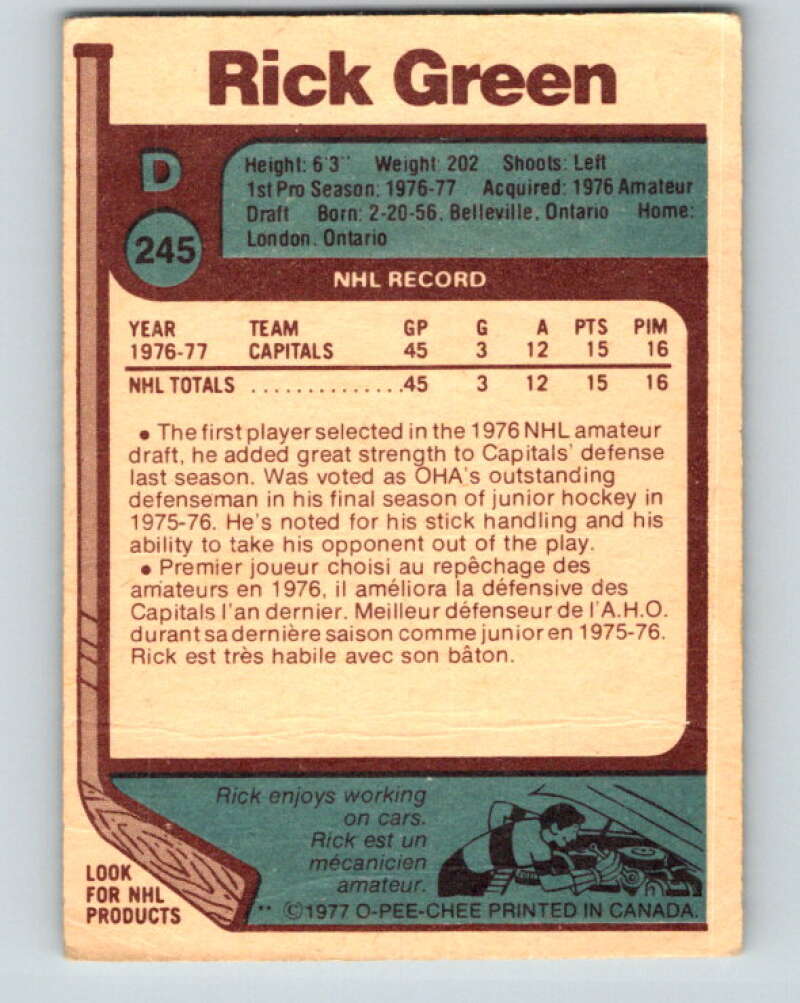 Rick Green
D
245
Height: 6'3" Weight 202 Shoots: Left
1st Pro Season: 1976-77 Acquired: 1976 Amateur
Draft Born: 2-20-56, Belleville, Ontario Home:
London, Ontario
NHL RECORD
YEAR TEAM GP G A PTS PIM
1976-77 CAPITALS 45 3 12 15 16
NHL TOTALS ..............45 3 12 15 16
• The first player selected in the 1976 NHL amateur
draft, he added great strength to Capitals' defense
last season. Was voted as OHA's outstanding
defenseman in his final season of junior hockey in
1975-76. He's noted for his stick handling and his
ability to take his opponent out of the play.
• Premier joueur choisi au repêchage des
amateurs en 1976, il améliora la défensive des
Capitals l'an dernier. Meilleur défenseur de l'A.H.O.
durant sa dernière saison comme junior en 1975-76.
Rick est très habile avec son bâton.
Rick enjoys working
on cars.
Rick est un
mécanicien
amateur.
LOOK
FOR NHL
PRODUCTS
** ©1977 O-PEE-CHEE PRINTED IN CANADA.